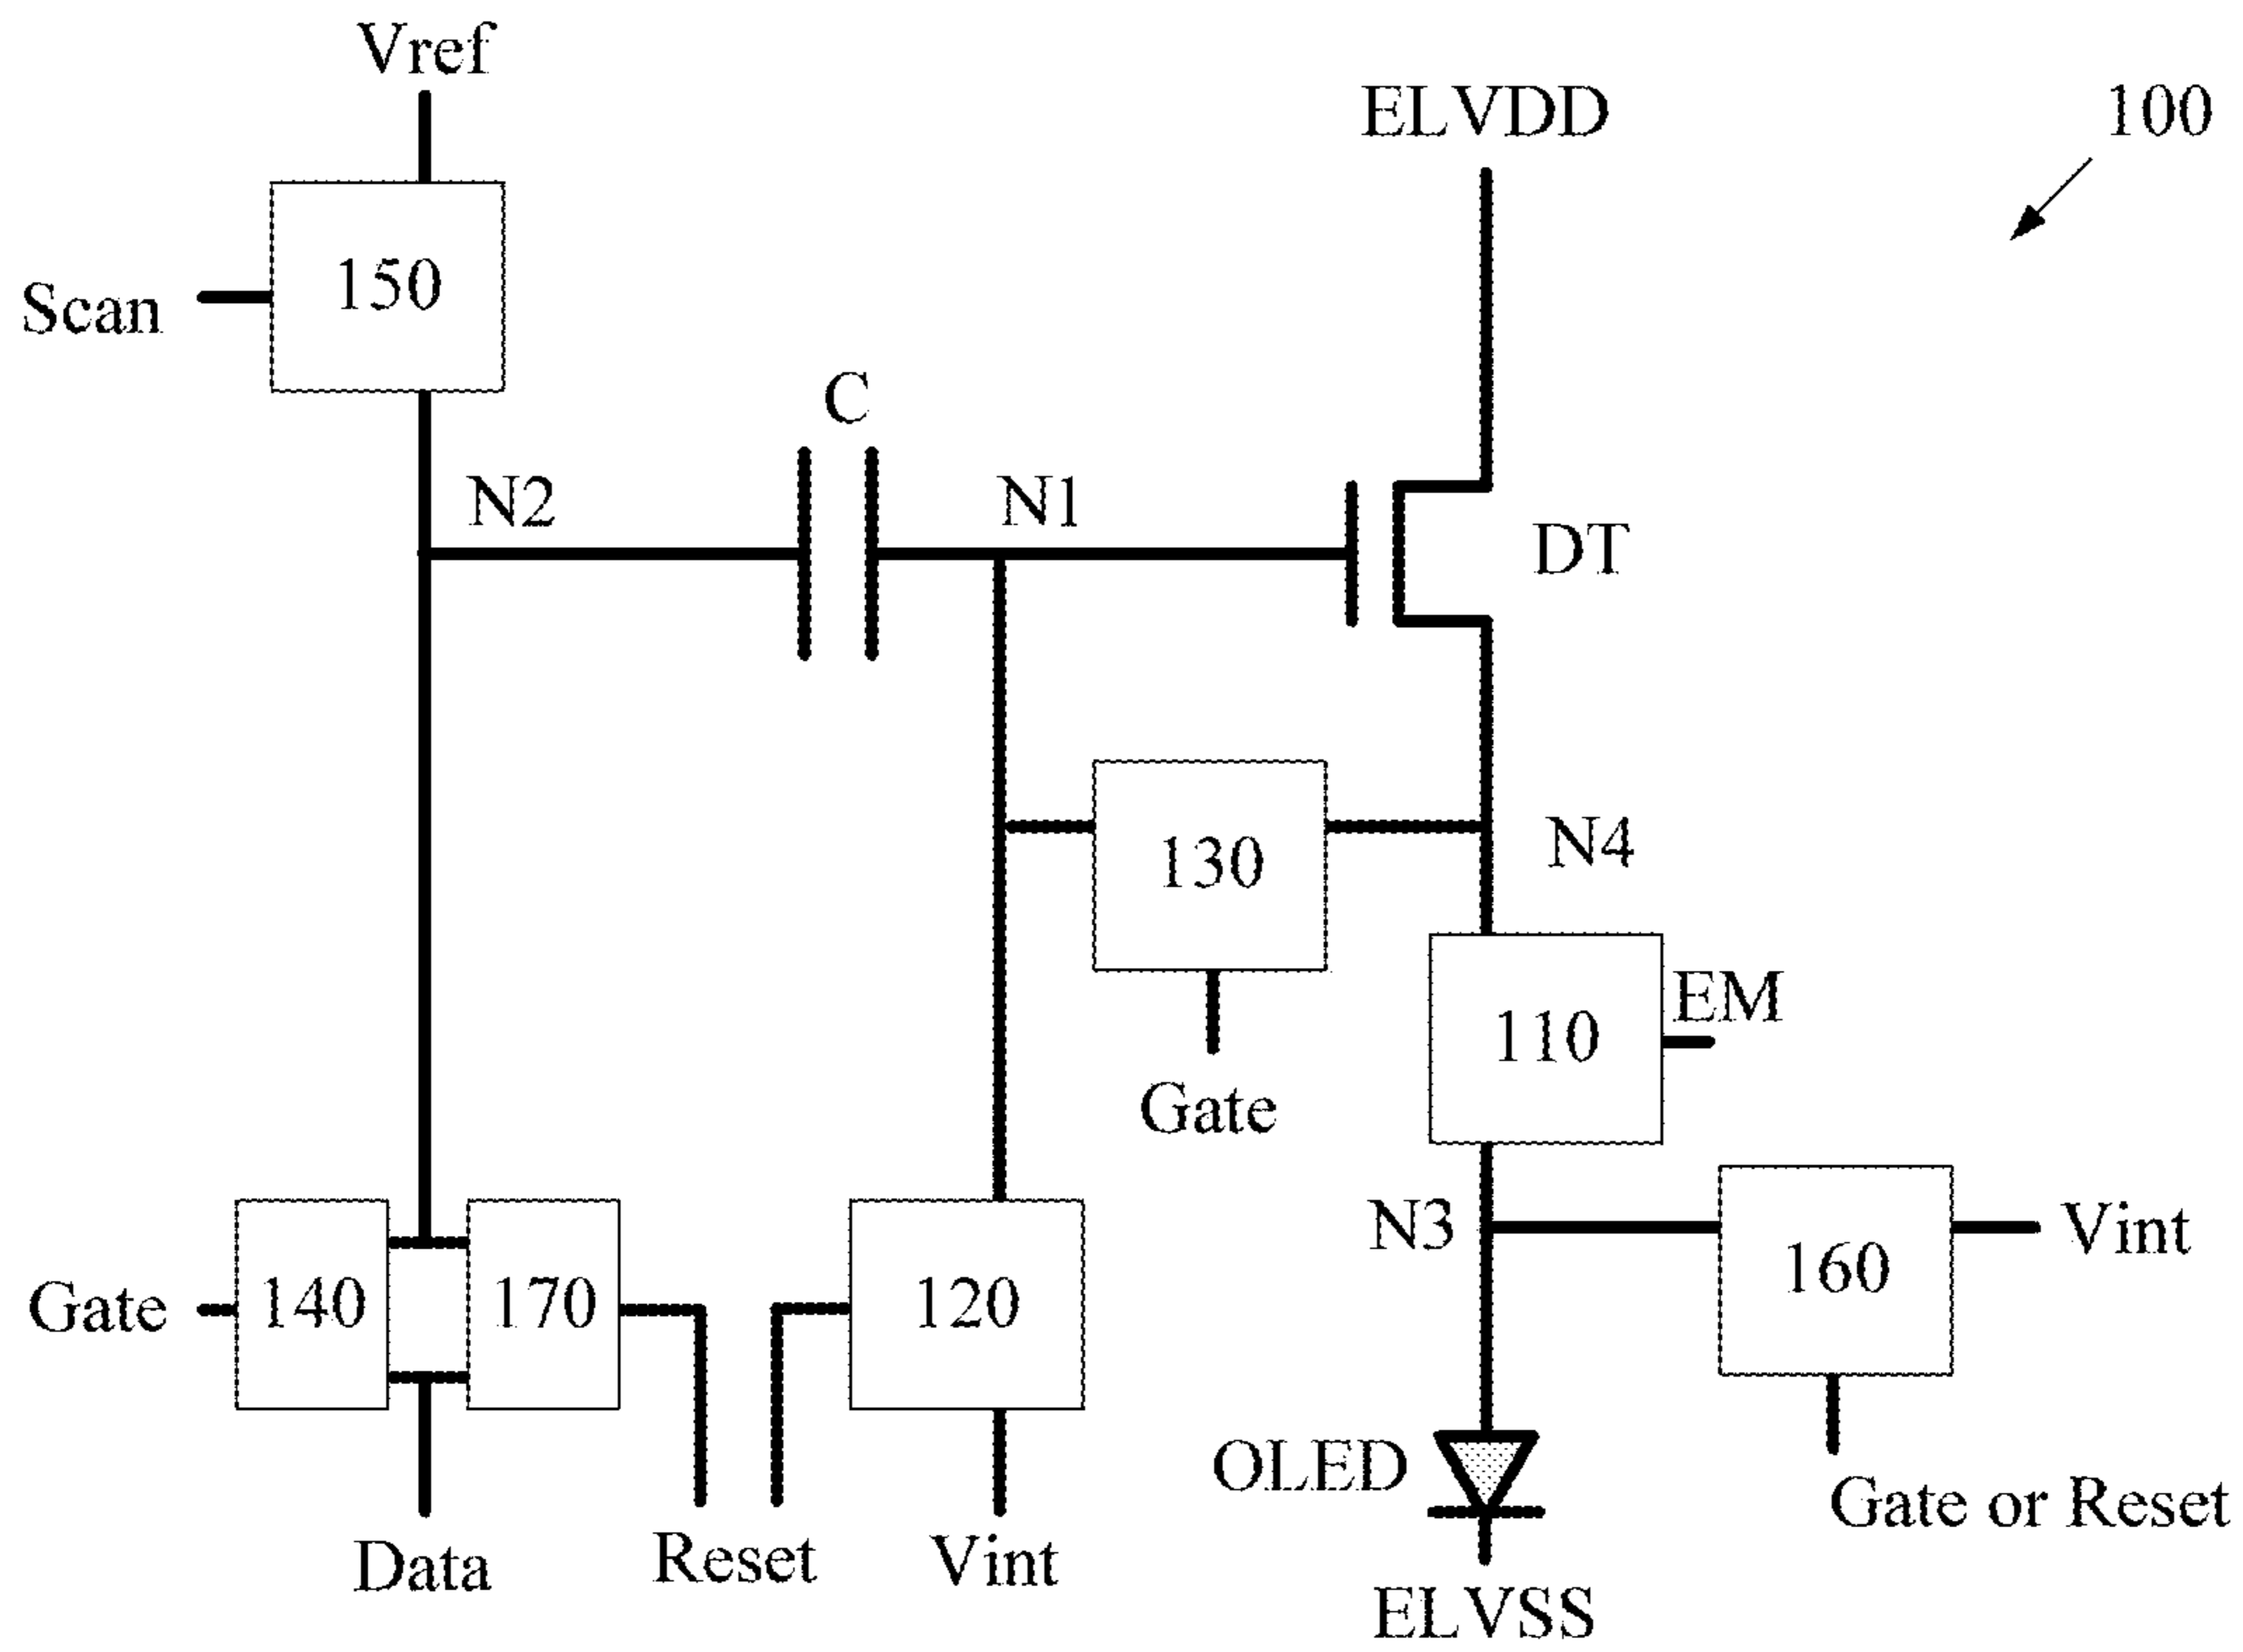 Vref
ELVDD
100
150
Scan
C
N2
N1
DT
130
N4
EM
110
Gate
N3
Vint
160
Gate
140
170
120
OLED
Gate or Reset
Data
Reset
Vint
ELVSS